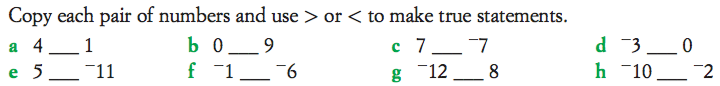 Copy each pair of numbers and use > or < to make true statements.
a 4 ___ 1 b 0 ___ 9 c 7 ___ ⁻7 d ⁻3 ___ 0
e 5 ___ ⁻11 f ⁻1 ___ ⁻6 g ⁻12 ___ 8 h ⁻10 ___ ⁻2